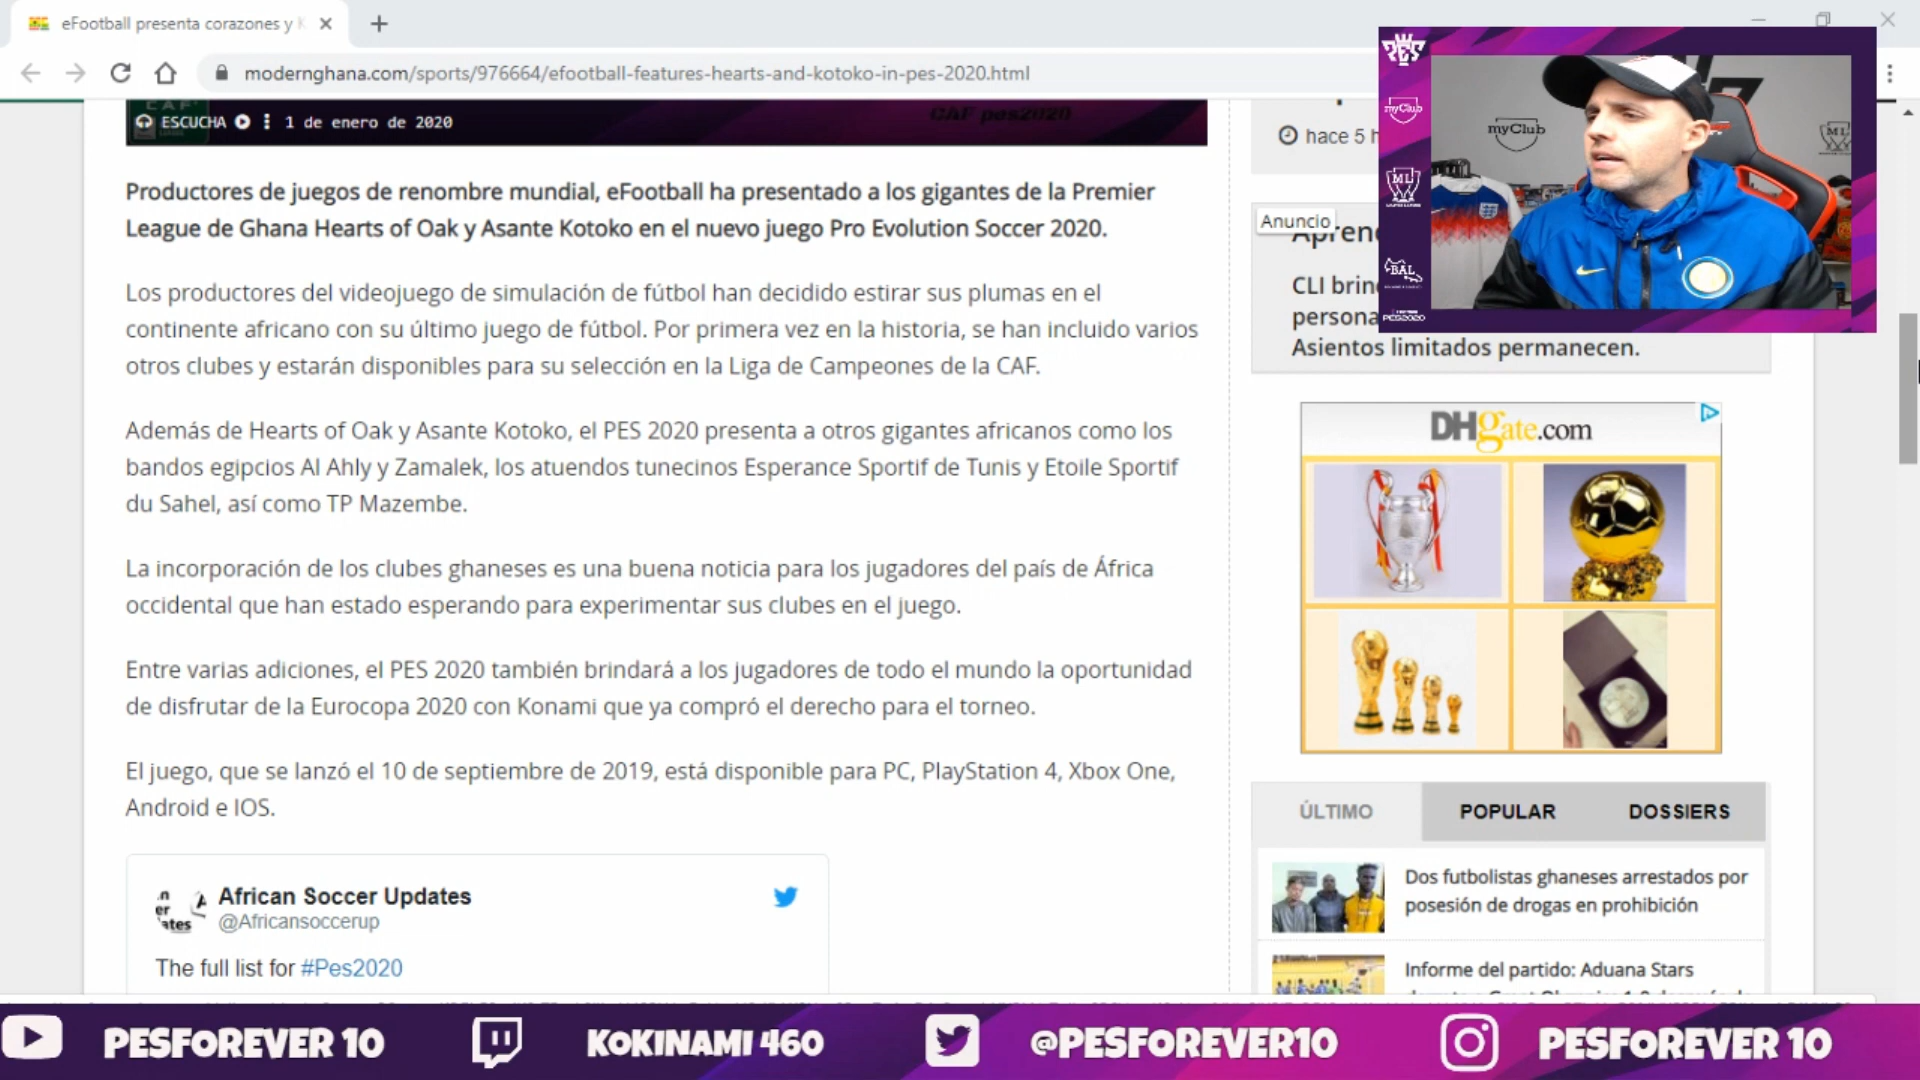 eFootball presenta corazones y K
modernghana.com/sports/976664/efootball-features-hearts-and-kotoko-in-pes-2020.html
CAF
CAF pes2020
ESCUCHA
1 de enero de 2020
Productores de juegos de renombre mundial, eFootball ha presentado a los gigantes de la Premier
League de Ghana Hearts of Oak y Asante Kotoko en el nuevo juego Pro Evolution Soccer 2020.
Los productores del videojuego de simulación de fútbol han decidido estirar sus plumas en el
continente africano con su último juego de fútbol. Por primera vez en la historia, se han incluido varios
otros clubes y estarán disponibles para su selección en la Liga de Campeones de la CAF.
Además de Hearts of Oak y Asante Kotoko, el PES 2020 presenta a otros gigantes africanos como los
bandos egipcios Al Ahly y Zamalek, los atuendos tunecinos Esperance Sportif de Tunis y Etoile Sportif
du Sahel, así como TP Mazembe.
La incorporación de los clubes ghaneses es una buena noticia para los jugadores del país de África
occidental que han estado esperando para experimentar sus clubes en el juego.
Entre varias adiciones, el PES 2020 también brindará a los jugadores de todo el mundo la oportunidad
de disfrutar de la Eurocopa 2020 con Konami que ya compró el derecho para el torneo.
El juego, que se lanzó el 10 de septiembre de 2019, está disponible para PC, PlayStation 4, Xbox One,
Android e IOS.
African Soccer Updates
@Africansoccerup
The full list for #Pes2020
hace 5 h
Anuncio
Apren
CLI brin
persona
Asientos limitados permanecen.
PES
myClub
ML
BAL
PES2020
myClub
ML
DHgate.com
ÚLTIMO
POPULAR
DOSSIERS
Dos futbolistas ghaneses arrestados por
posesión de drogas en prohibición
Informe del partido: Aduana Stars
PESFOREVER 10
KOKINAMI 460
@PESFOREVER10
PESFOREVER 10